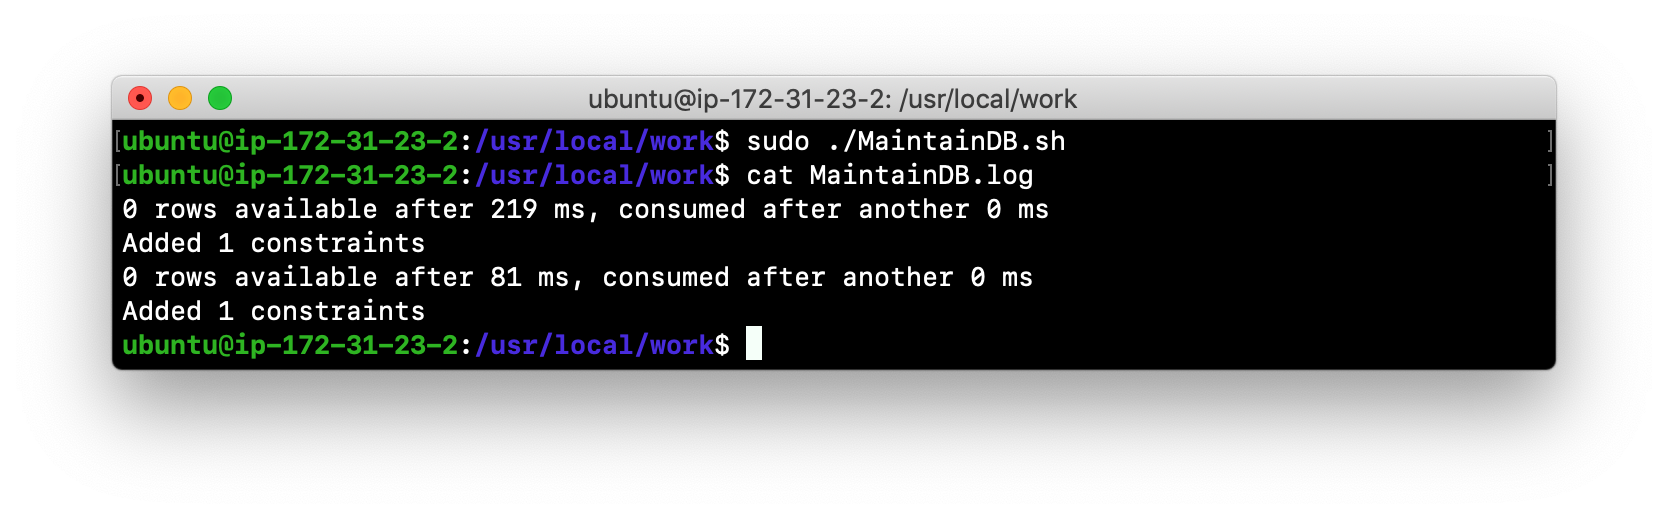 ubuntu@ip-172-31-23-2: /usr/local/work
[ubuntu@ip-172-31-23-2:/usr/local/work$ sudo ./MaintainDB.sh ]
[ubuntu@ip-172-31-23-2:/usr/local/work$ cat MaintainDB.log ]
0 rows available after 219 ms, consumed after another 0 ms
Added 1 constraints
0 rows available after 81 ms, consumed after another 0 ms
Added 1 constraints
ubuntu@ip-172-31-23-2:/usr/local/work$